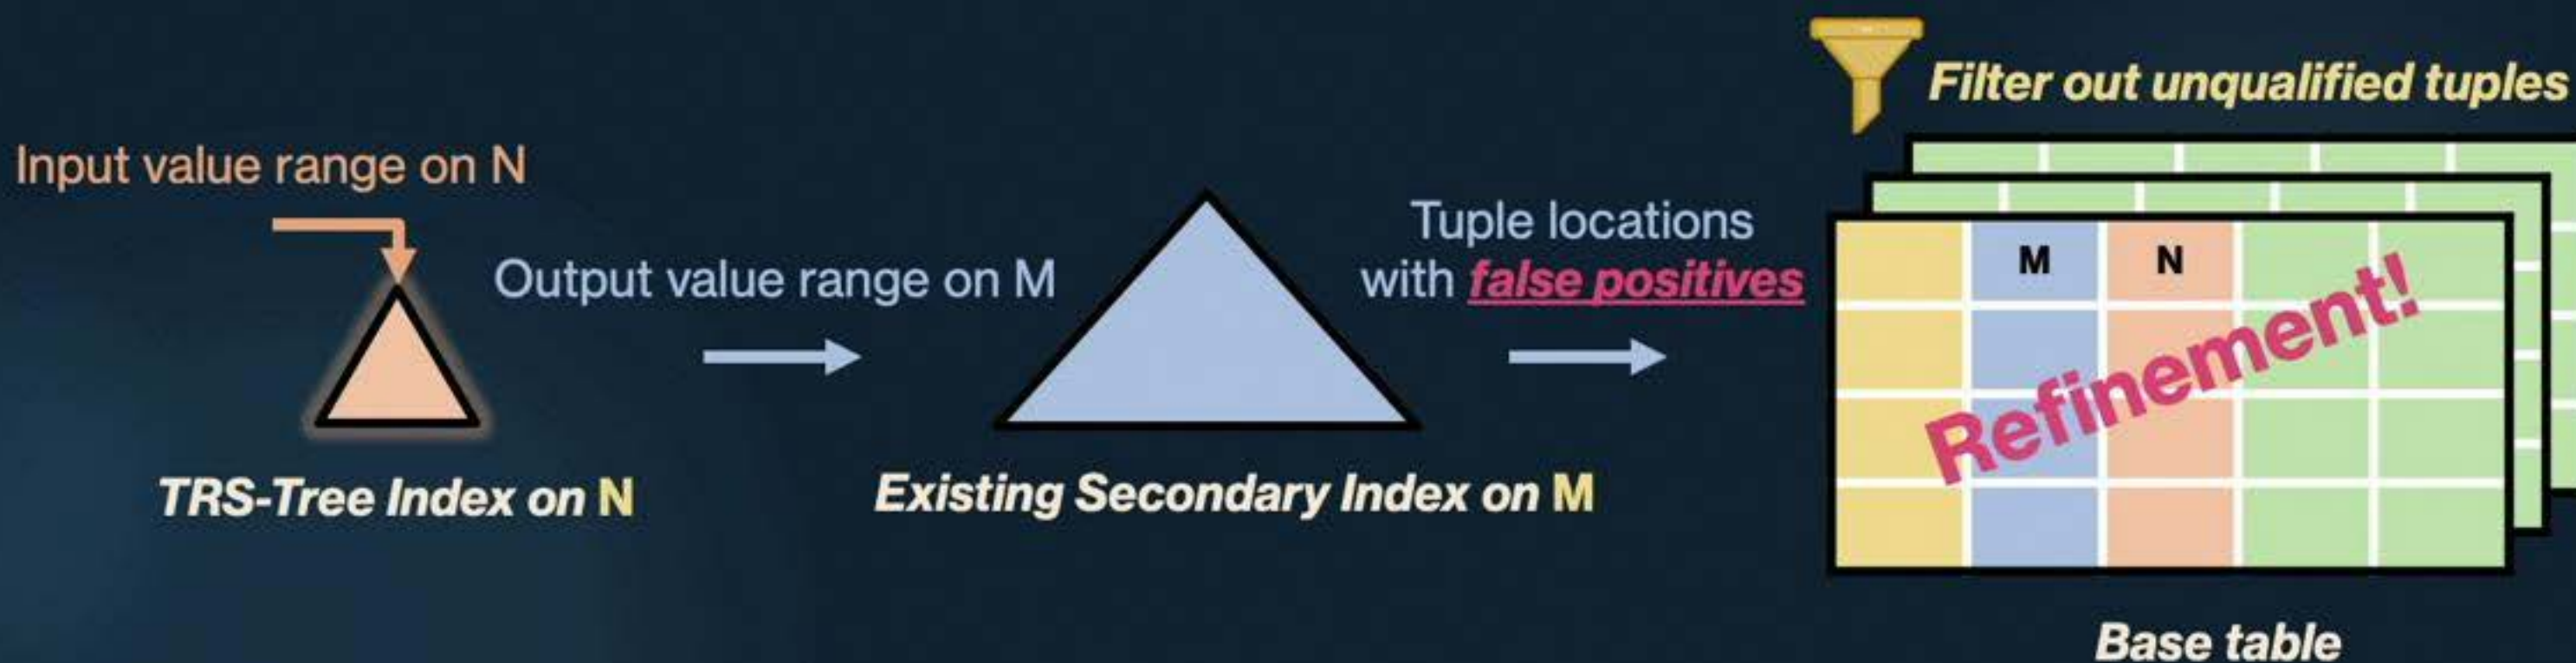 Input value range on N
TRS-Tree Index on N
Output value range on M
Existing Secondary Index on M
Tuple locations
with false positives
Filter out unqualified tuples
M
N
Refinement!
Base table